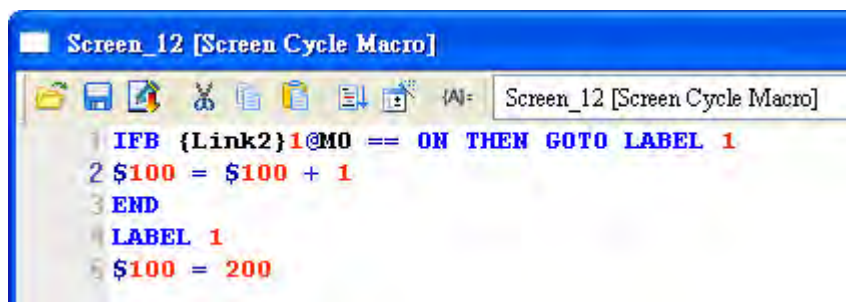 Screen_12 [Screen Cycle Macro]
{A}= Screen_12 [Screen Cycle Macro]
1 IFB {Link2}1@M0 == ON THEN GOTO LABEL 1
2 $100 = $100 + 1
3 END
4 LABEL 1
5 $100 = 200